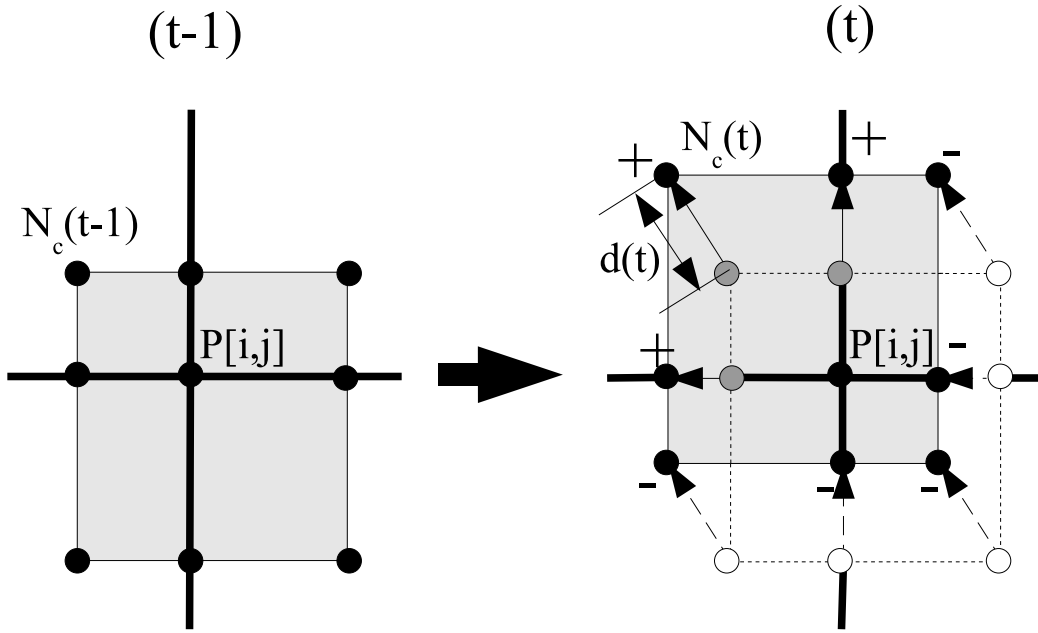 (t-1)
(t)
N_c(t-1)
P[i,j]
+
N_c(t)
+
-
d(t)
+
P[i,j]
-
-
-
-